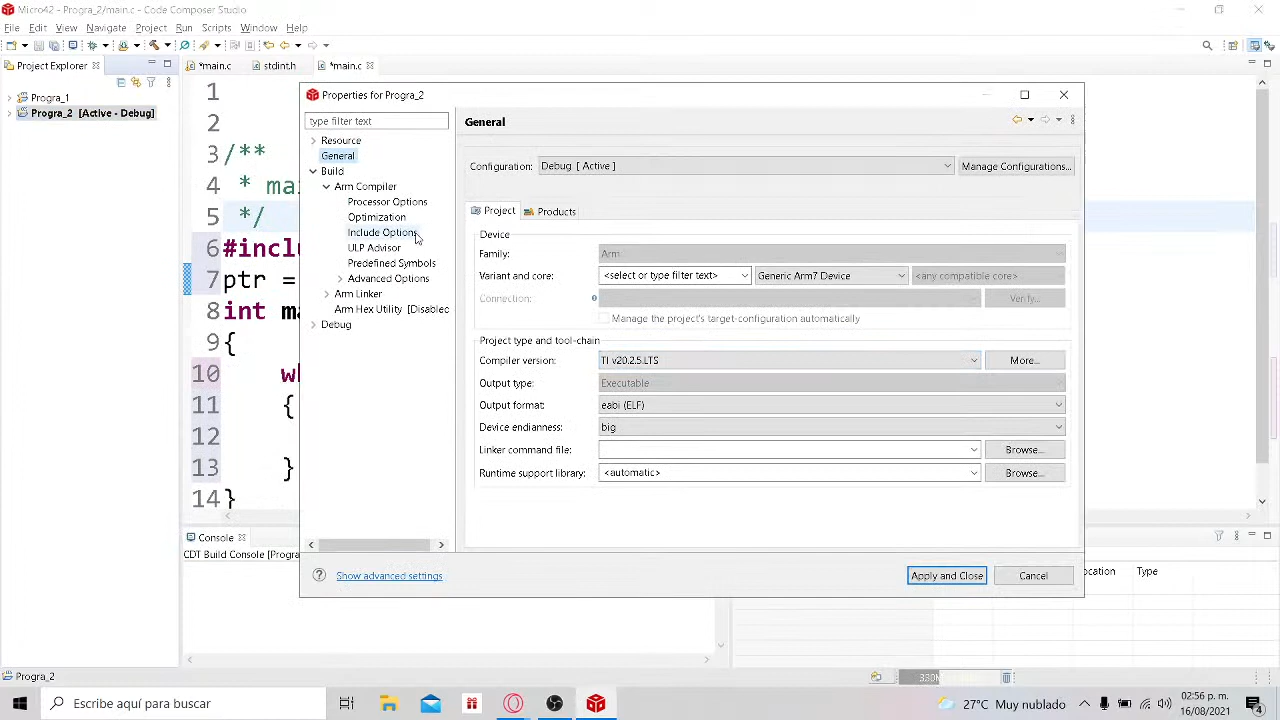 Micro42 - Progra_2/main.c - Code Composer Studio
File Edit View Navigate Project Run Scripts Window Help
Project Explorer
*main.c
stdint.h
*main.c
Progra_1
Progra_2 [Active - Debug]
1
2
3 /**
4 * mai
5 */
6 #inclu
7 ptr =
8 int ma
9 {
10 wh
11 {
12
13 }
14 }
Properties for Progra_2
type filter text
Resource
General
Build
Arm Compiler
Processor Options
Optimization
Include Options
ULP Advisor
Predefined Symbols
Advanced Options
Arm Linker
Arm Hex Utility [Disabled
Debug
General
Configuration: Debug [ Active ] Manage Configurations...
Project
Products
Device
Family: Arm
Variant and core: <select or type filter text> Generic Arm7 Device <any compatible core>
Connection: Verify...
Manage the project's target-configuration automatically
Project type and tool-chain
Compiler version: TI v20.2.5.LTS More...
Output type: Executable
Output format: eabi (ELF)
Device endianness: big
Linker command file: Browse...
Runtime support library: <automatic> Browse...
Show advanced settings
Apply and Close
Cancel
Console
CDT Build Console [Progra
ocation Type
Progra_2
330M
Escribe aquí para buscar
27°C Muy nublado
02:56 p. m.
16/08/2021
4